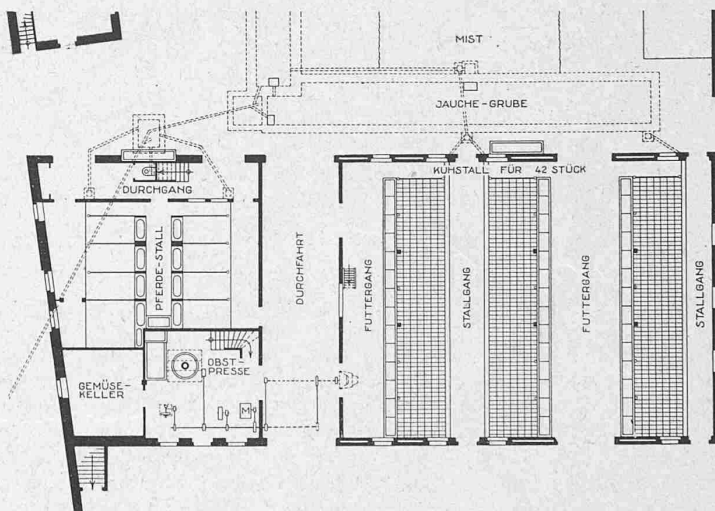 MIST
JAUCHE-GRUBE
KUHSTALL FÜR 42 STÜCK
DURCHGANG
PFERDE-STALL
DURCHFAHRT
FUTTERGANG
STALLGANG
FUTTERGANG
STALLGANG
OBST-
PRESSE
GEMÜSE-
KELLER
M